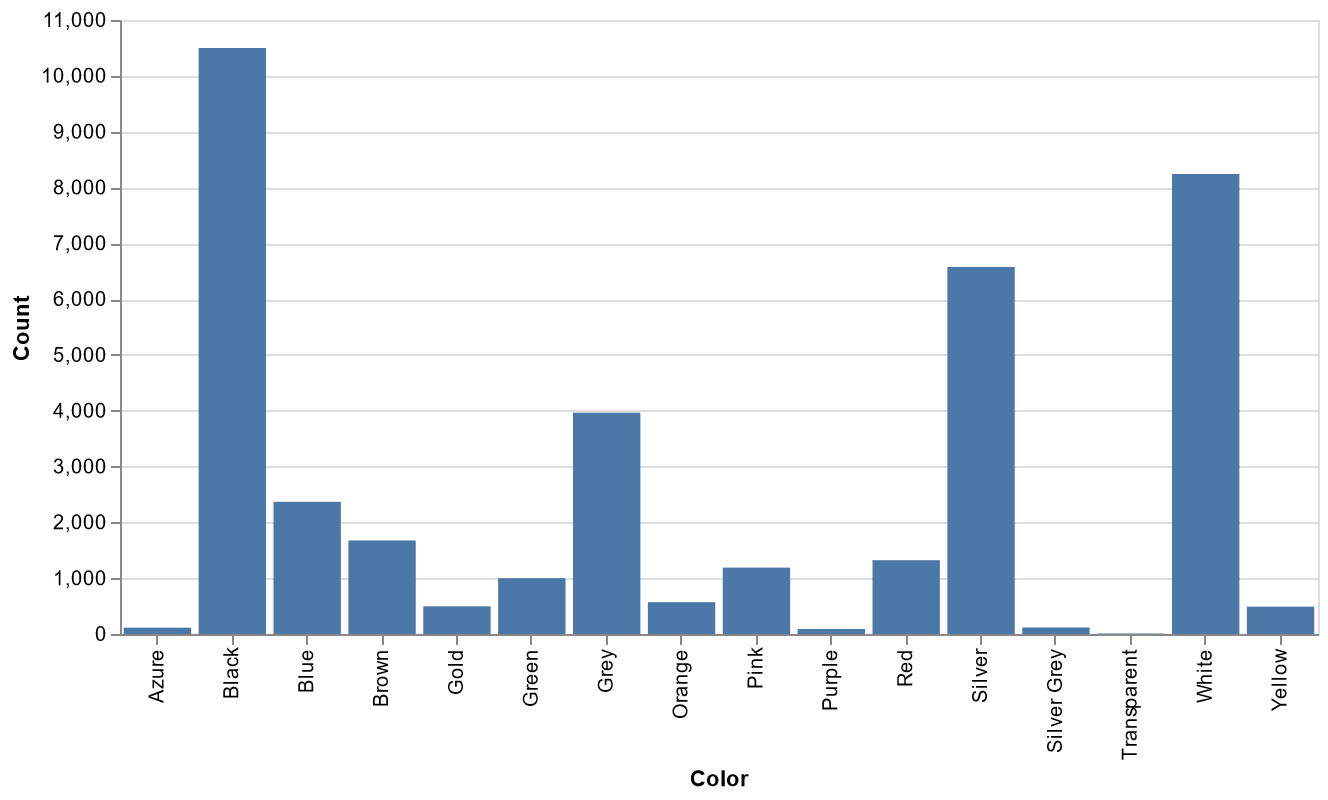 11,000
10,000
9,000
8,000
7,000
6,000
5,000
4,000
3,000
2,000
1,000
0
Count
Azure
Black
Blue
Brown
Gold
Green
Grey
Orange
Pink
Purple
Red
Silver
Silver Grey
Transparent
White
Yellow
Color